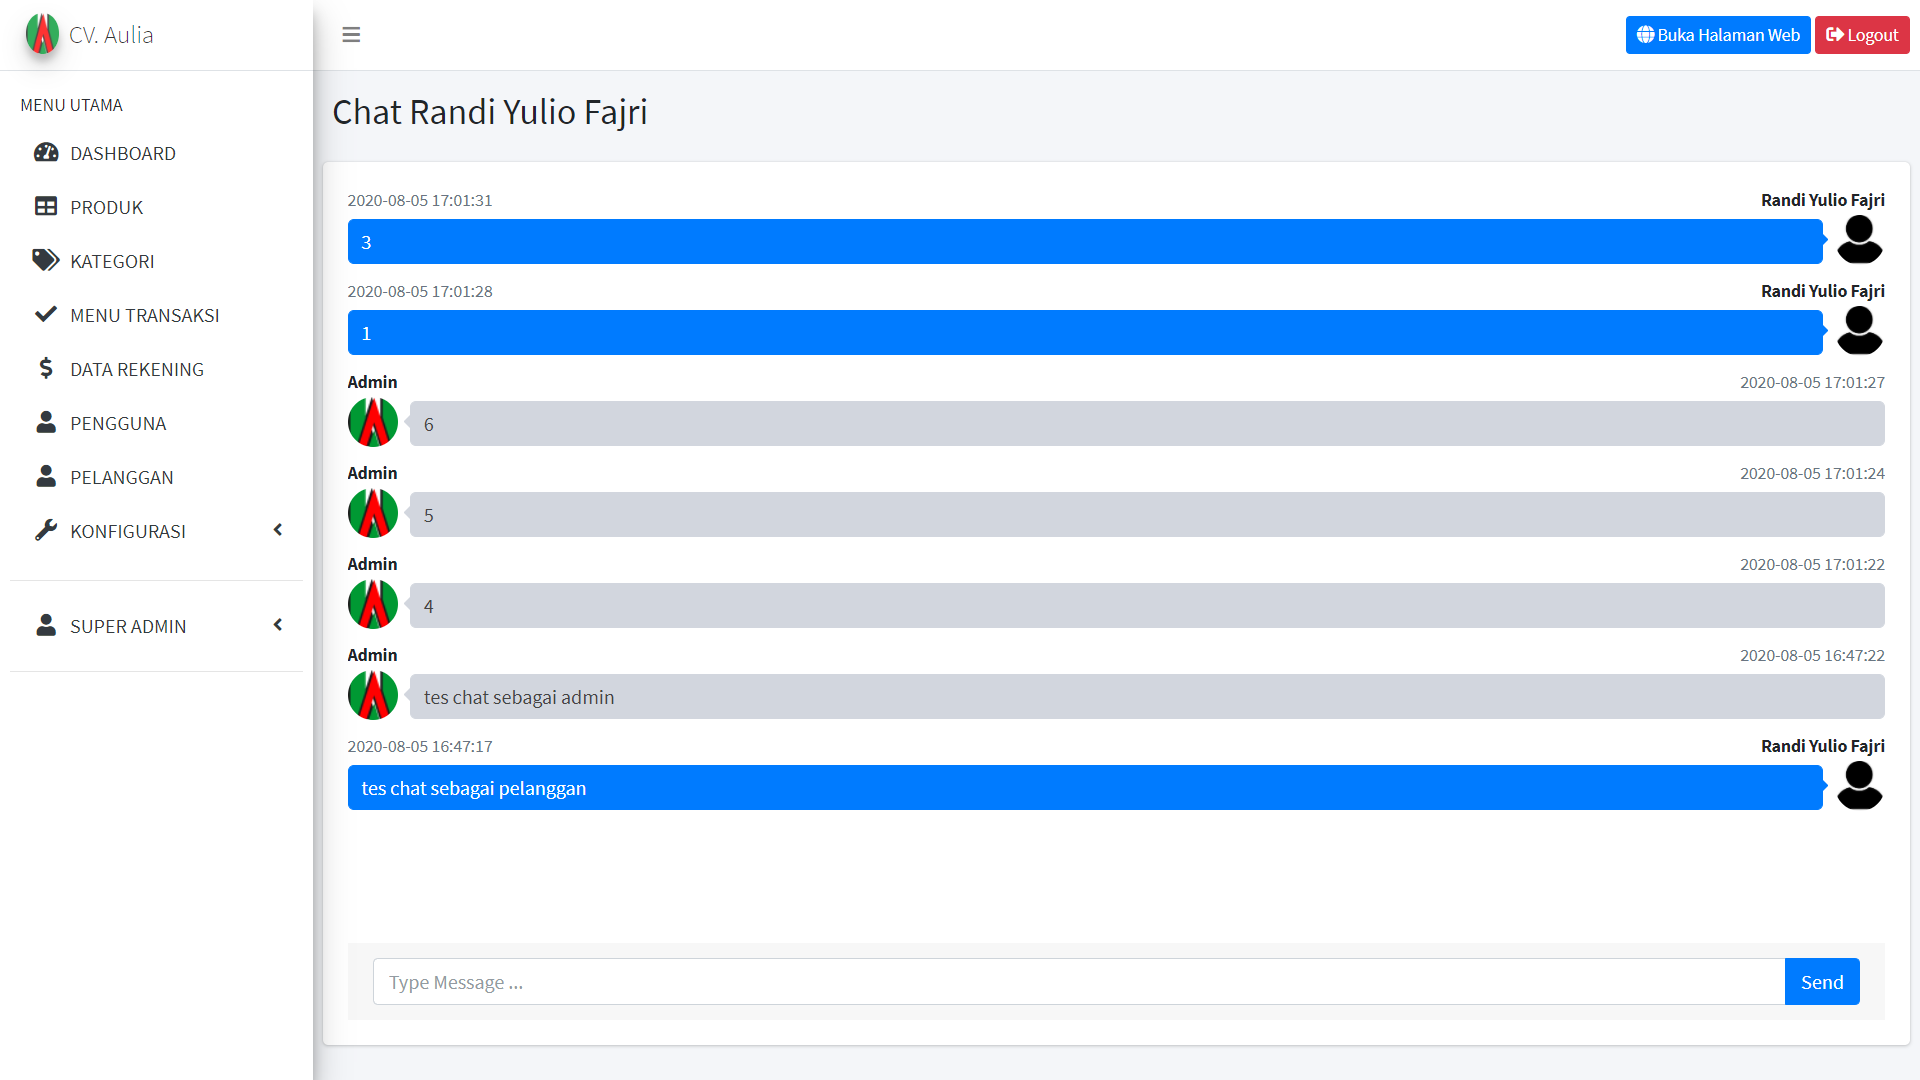 CV. Aulia
Buka Halaman Web
Logout
MENU UTAMA
DASHBOARD
PRODUK
KATEGORI
MENU TRANSAKSI
DATA REKENING
PENGGUNA
PELANGGAN
KONFIGURASI
SUPER ADMIN
Chat Randi Yulio Fajri
2020-08-05 17:01:31 Randi Yulio Fajri
3
2020-08-05 17:01:28 Randi Yulio Fajri
1
Admin 2020-08-05 17:01:27
6
Admin 2020-08-05 17:01:24
5
Admin 2020-08-05 17:01:22
4
Admin 2020-08-05 16:47:22
tes chat sebagai admin
2020-08-05 16:47:17 Randi Yulio Fajri
tes chat sebagai pelanggan
Type Message ...
Send